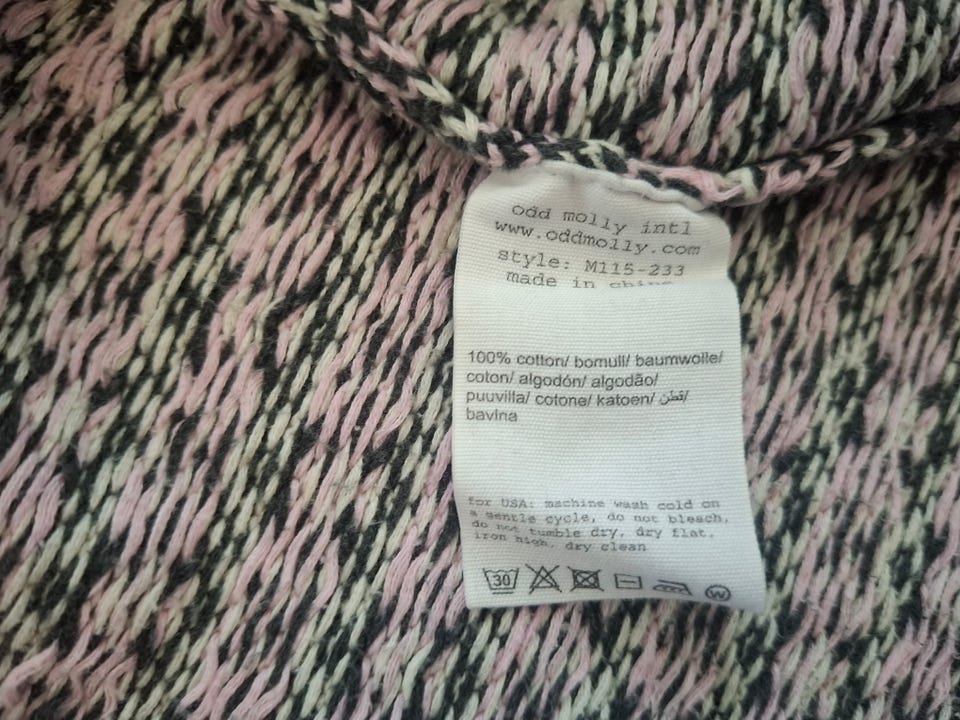 odd molly intl
www.oddmolly.com
style: M115-233
made in china
100% cotton/ bomull/ baumwolle/
coton/ algodón/ algodão/
puuvilla/ cotone/ katoen/ قطن/
bavlna
for USA: machine wash cold on
a gentle cycle, do not bleach,
do not tumble dry, dry flat,
iron high, dry clean
30 W